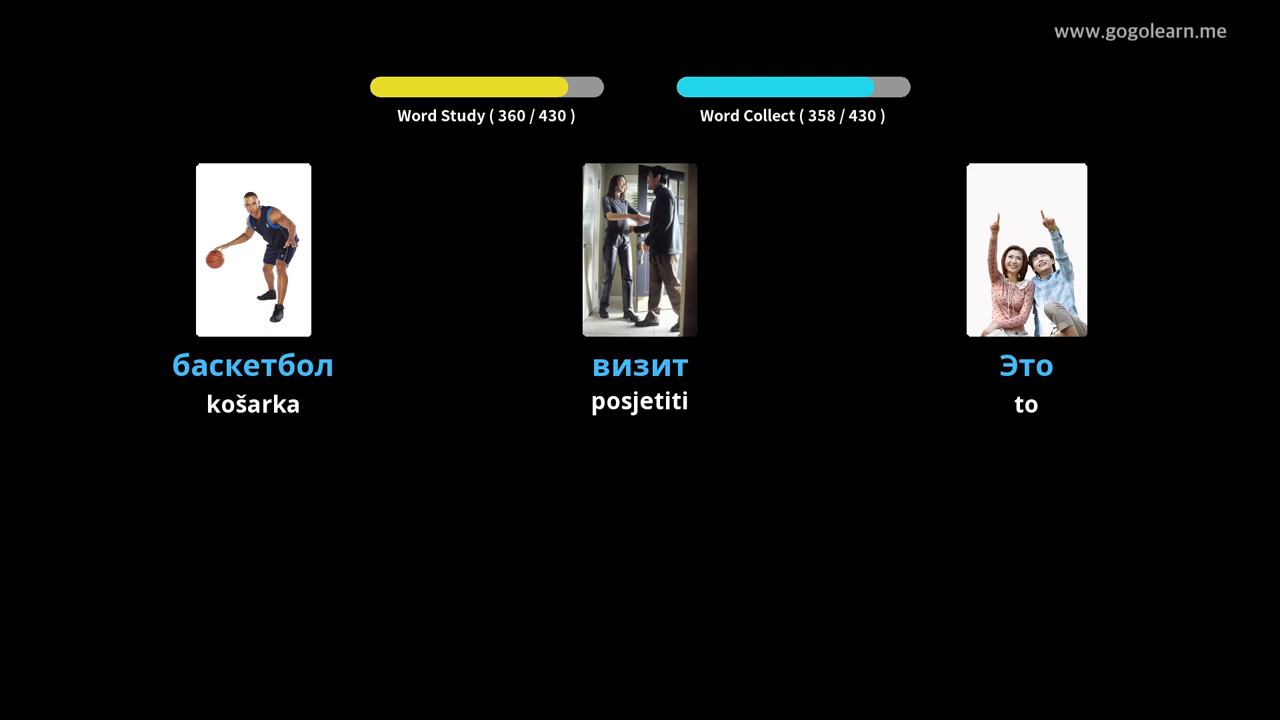 www.gogolearn.me
Word Study ( 360 / 430 )
Word Collect ( 358 / 430 )
баскетбол
košarka
визит
posjetiti
Это
to